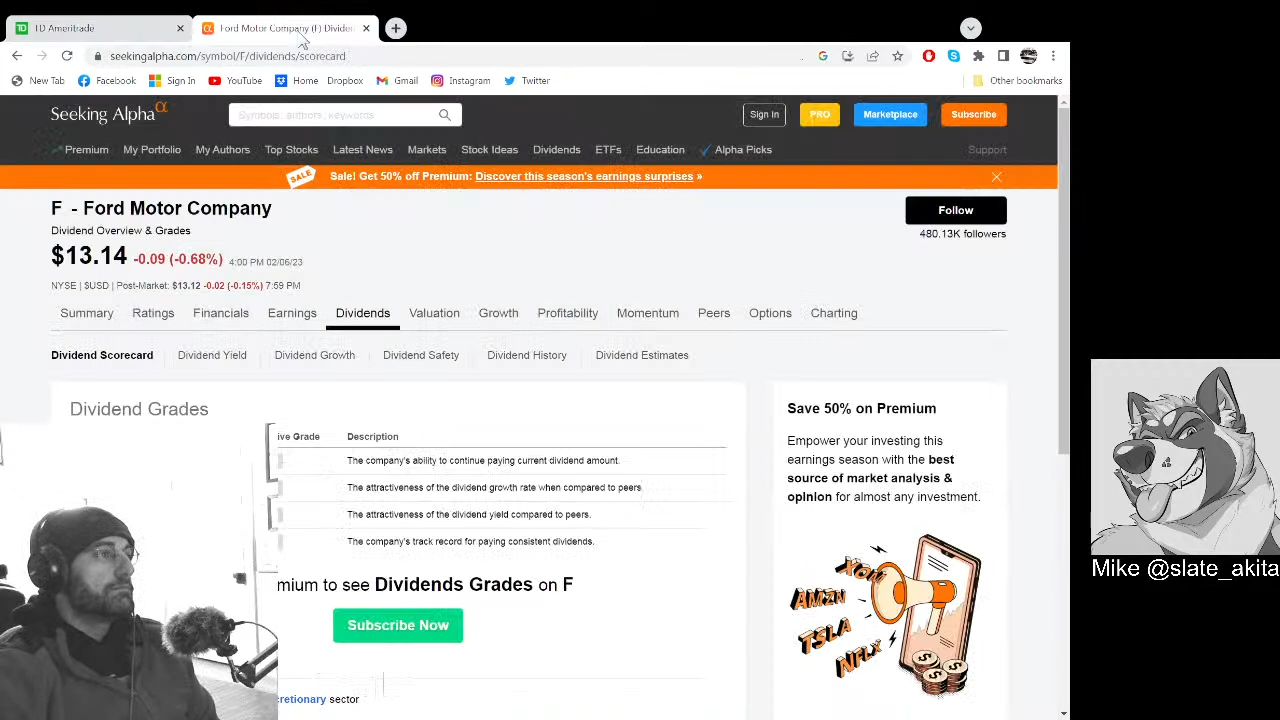 TD Ameritrade
Ford Motor Company (F) Dividen
seekingalpha.com/symbol/F/dividends/scorecard
New Tab Facebook Sign In YouTube Home Dropbox Gmail Instagram Twitter Other bookmarks
Seeking Alpha α
Symbols, authors, keywords
Sign In PRO Marketplace Subscribe
Premium My Portfolio My Authors Top Stocks Latest News Markets Stock Ideas Dividends ETFs Education Alpha Picks Support
SALE Sale! Get 50% off Premium: Discover this season's earnings surprises »
F - Ford Motor Company
Follow
Dividend Overview & Grades
480.13K followers
$13.14 -0.09 (-0.68%) 4:00 PM 02/06/23
NYSE | $USD | Post-Market: $13.12 -0.02 (-0.15%) 7:59 PM
Summary Ratings Financials Earnings Dividends Valuation Growth Profitability Momentum Peers Options Charting
Dividend Scorecard Dividend Yield Dividend Growth Dividend Safety Dividend History Dividend Estimates
Dividend Grades
ive Grade Description
The company's ability to continue paying current dividend amount.
The attractiveness of the dividend growth rate when compared to peers
The attractiveness of the dividend yield compared to peers.
The company's track record for paying consistent dividends.
mium to see Dividends Grades on F
Subscribe Now
cretionary sector
Save 50% on Premium
Empower your investing this
earnings season with the best
source of market analysis &
opinion for almost any investment.
XOM
AMZN
TSLA
NFLX
Mike @slate_akita